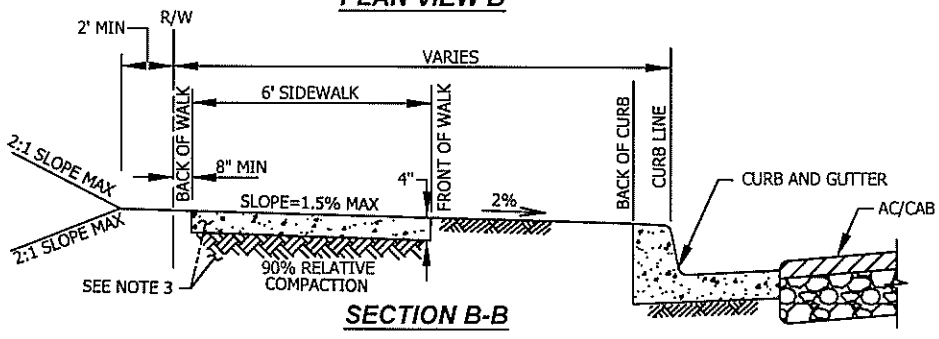 PLAN VIEW B
R/W
2' MIN
VARIES
6' SIDEWALK
2:1 SLOPE MAX
BACK OF WALK
8" MIN
4"
FRONT OF WALK
BACK OF CURB
CURB LINE
CURB AND GUTTER
SLOPE=1.5% MAX
2%
AC/CAB
2:1 SLOPE MAX
SEE NOTE 3
90% RELATIVE
COMPACTION
SECTION B-B